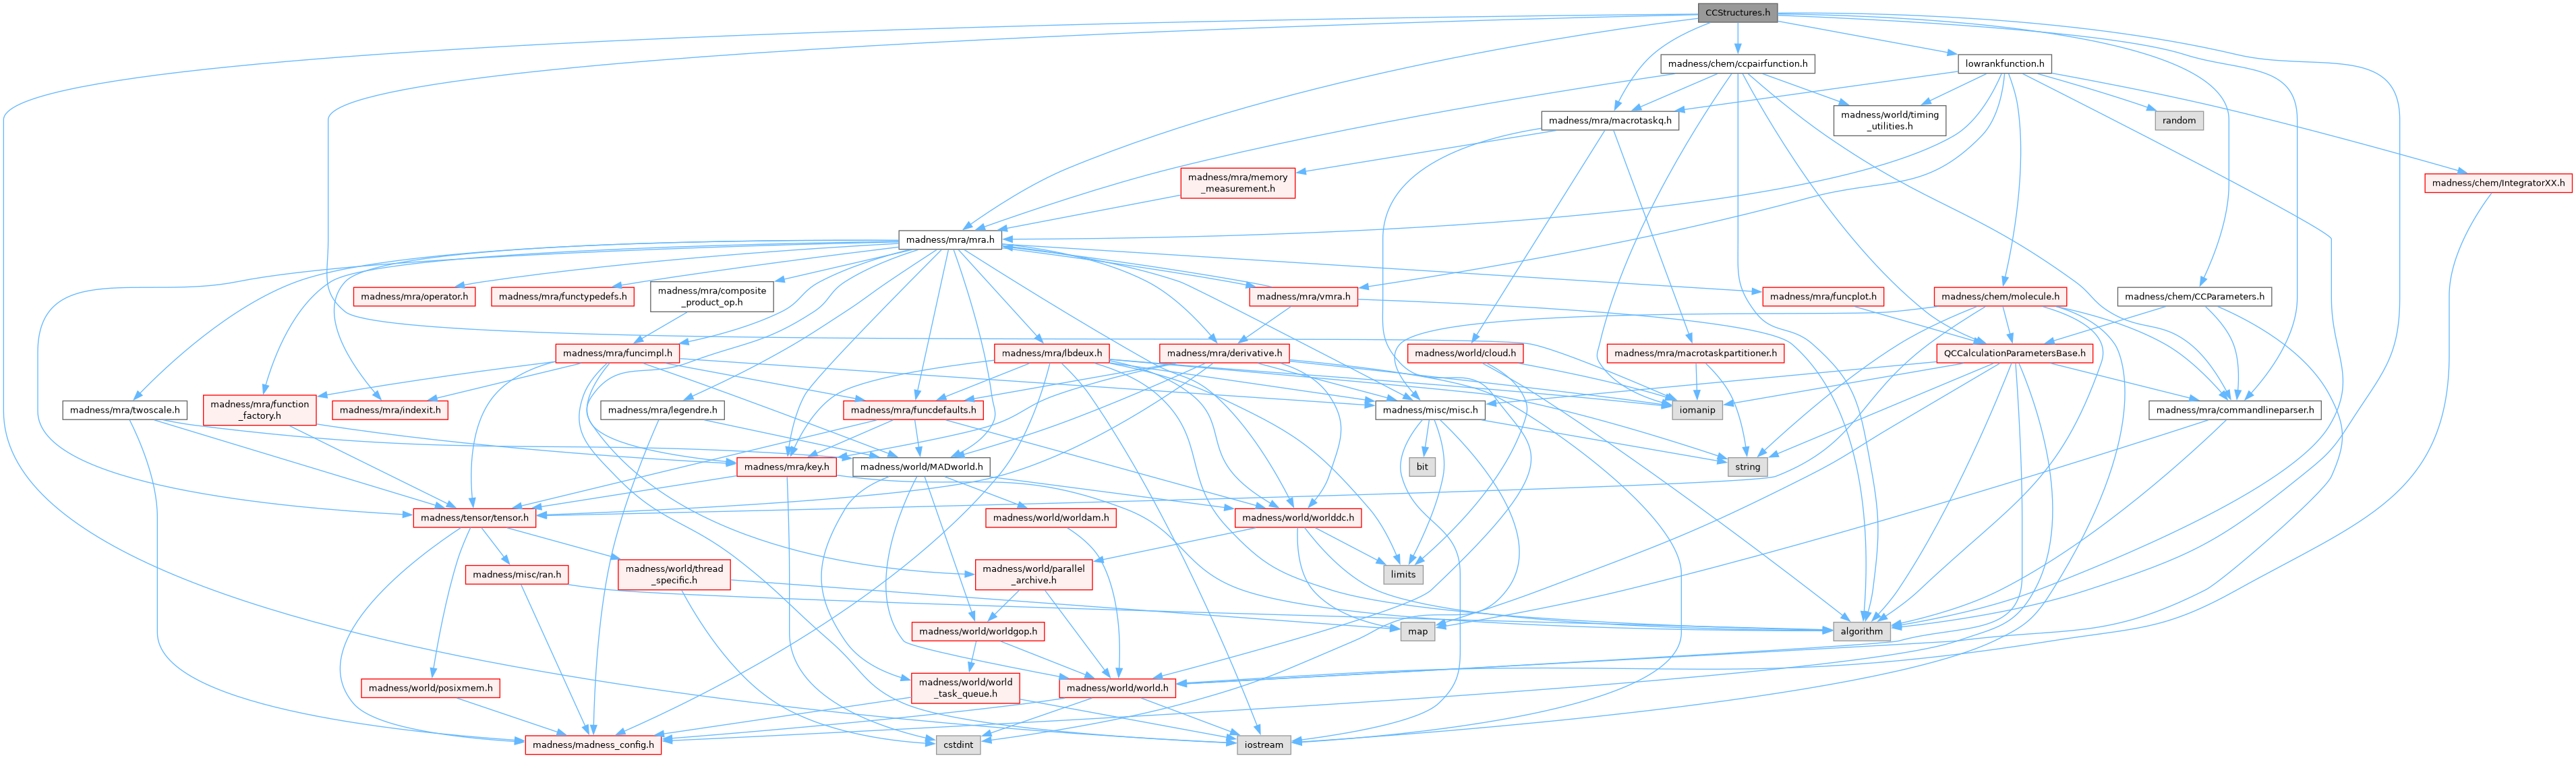 CCStructures.h
madness/chem/ccpairfunction.h
lowrankfunction.h
madness/mra/macrotaskq.h
madness/world/timing
_utilities.h
random
madness/mra/memory
_measurement.h
madness/chem/IntegratorXX.h
madness/mra/mra.h
madness/mra/operator.h
madness/mra/functypedefs.h
madness/mra/composite
_product_op.h
madness/mra/vmra.h
madness/mra/funcplot.h
madness/chem/molecule.h
madness/chem/CCParameters.h
madness/mra/funcimpl.h
madness/mra/lbdeux.h
madness/mra/derivative.h
madness/world/cloud.h
madness/mra/macrotaskpartitioner.h
QCCalculationParametersBase.h
madness/mra/twoscale.h
madness/mra/function
_factory.h
madness/mra/indexit.h
madness/mra/legendre.h
madness/mra/funcdefaults.h
madness/misc/misc.h
iomanip
madness/mra/commandlineparser.h
madness/mra/key.h
madness/world/MADworld.h
bit
string
madness/tensor/tensor.h
madness/world/worldam.h
madness/world/worlddc.h
madness/misc/ran.h
madness/world/thread
_specific.h
madness/world/parallel
_archive.h
limits
madness/world/worldgop.h
map
algorithm
madness/world/posixmem.h
madness/world/world
_task_queue.h
madness/world/world.h
madness/madness_config.h
cstdint
iostream